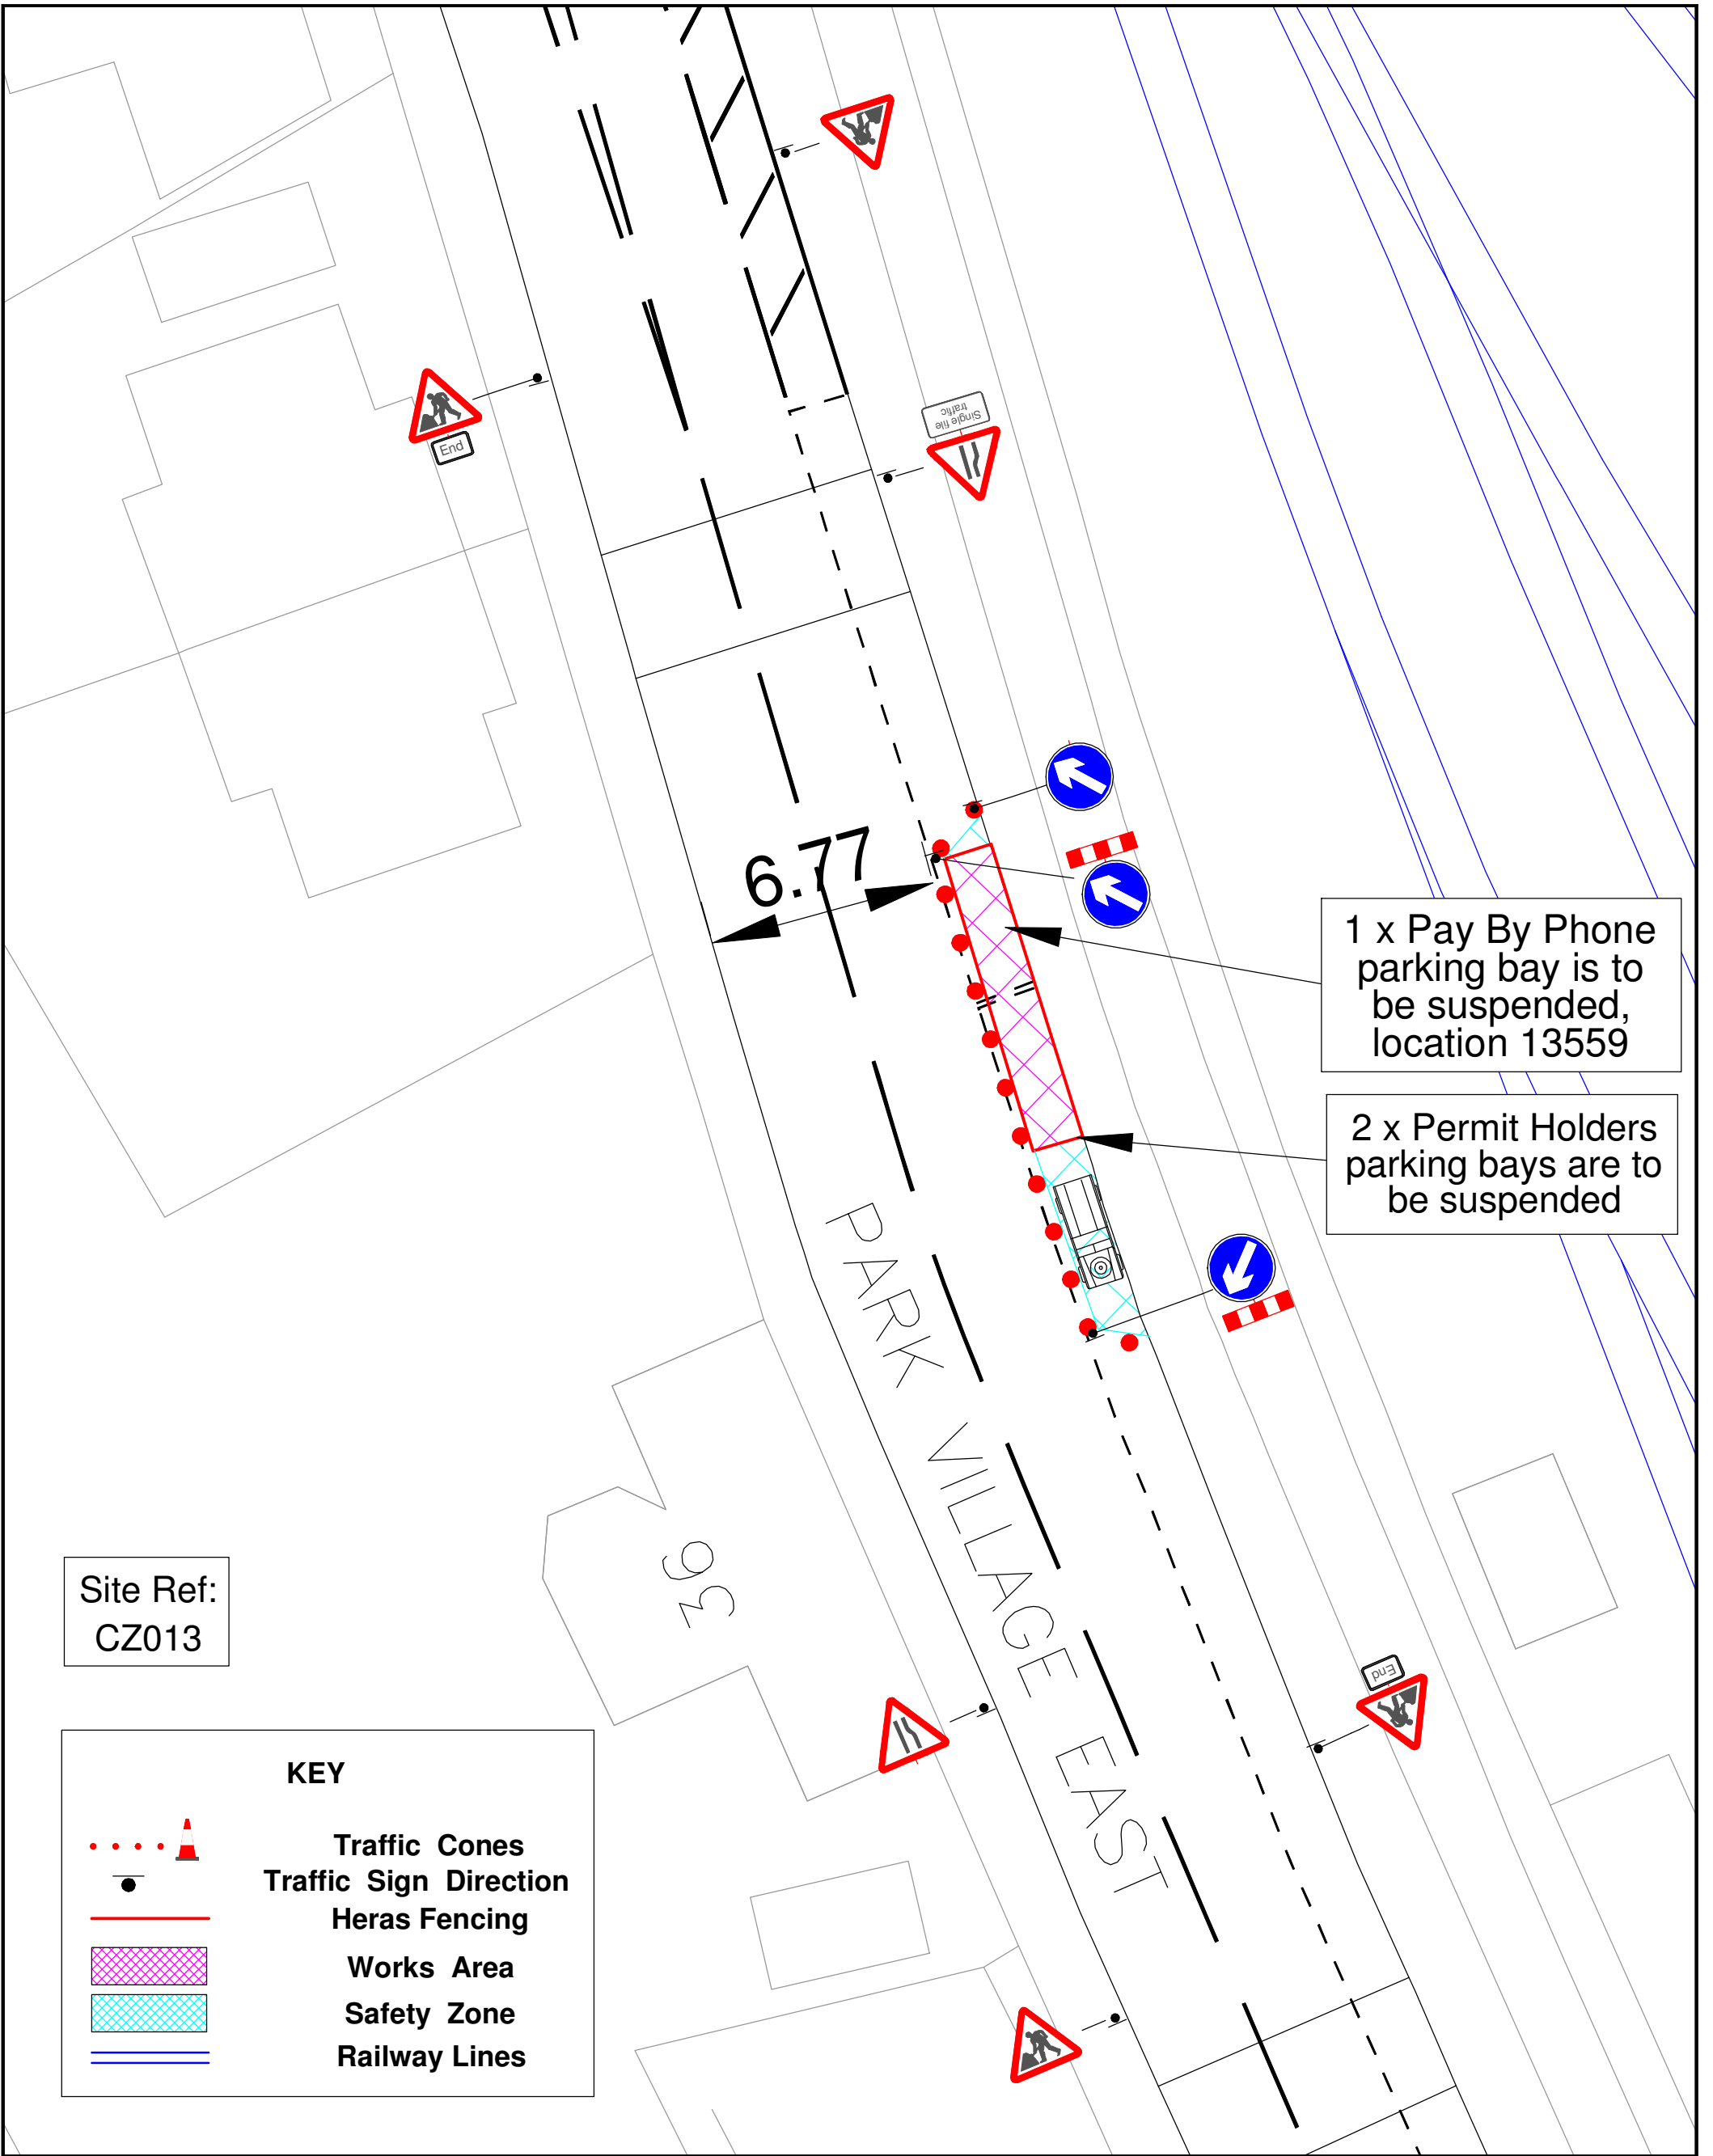 End
Single file
traffic
6.77
1 x Pay By Phone
parking bay is to
be suspended,
location 13559
2 x Permit Holders
parking bays are to
be suspended
PARK VILLAGE EAST
36
Site Ref:
CZ013
End
KEY
Traffic Cones
Traffic Sign Direction
Heras Fencing
Works Area
Safety Zone
Railway Lines